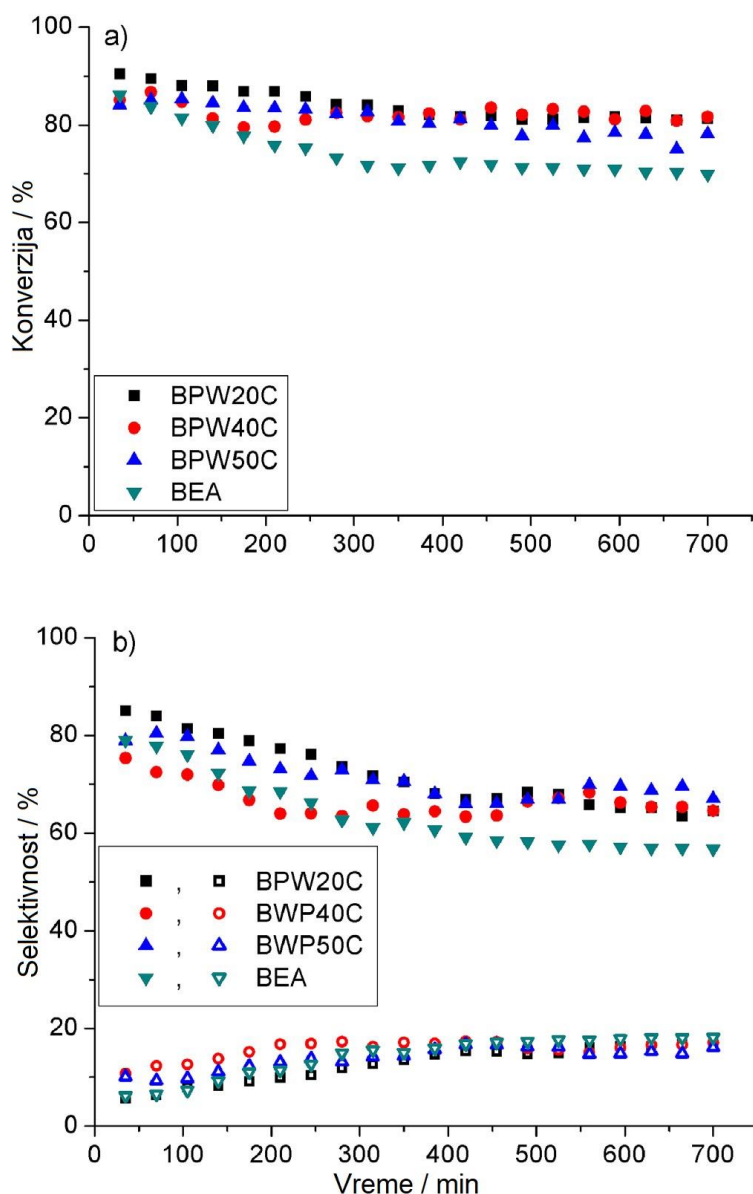 a)
100
80
60
40
20
0
Konverzija / %
BPW20C
BPW40C
BPW50C
BEA
0 100 200 300 400 500 600 700
b)
100
80
60
40
20
0
Selektivnost / %
, BPW20C
, BWP40C
, BWP50C
, BEA
0 100 200 300 400 500 600 700
Vreme / min